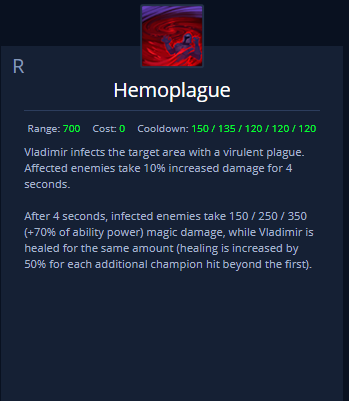 R
Hemoplague
Range: 700 Cost: 0 Cooldown: 150 / 135 / 120 / 120 / 120
Vladimir infects the target area with a virulent plague.
Affected enemies take 10% increased damage for 4
seconds.
After 4 seconds, infected enemies take 150 / 250 / 350
(+70% of ability power) magic damage, while Vladimir is
healed for the same amount (healing is increased by
50% for each additional champion hit beyond the first).